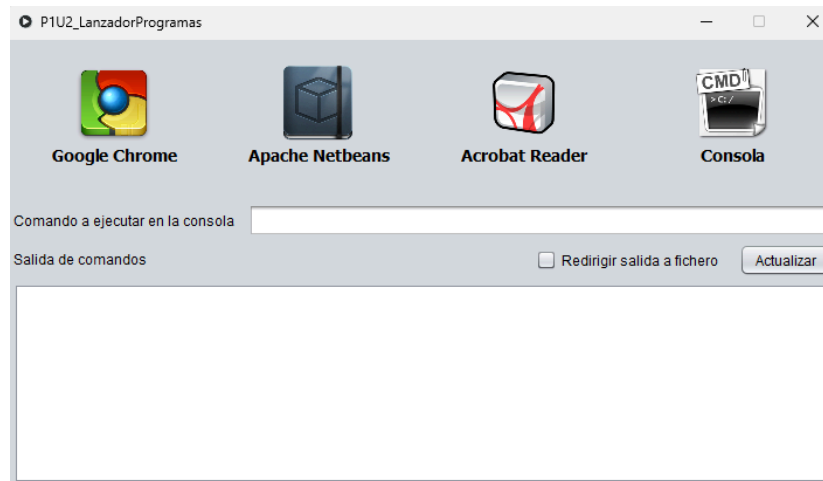 P1U2_LanzadorProgramas
CMD
>C:/
Google Chrome Apache Netbeans Acrobat Reader Consola
Comando a ejecutar en la consola
Salida de comandos Redirigir salida a fichero Actualizar